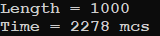 Length = 1000
Time = 2278 mcs